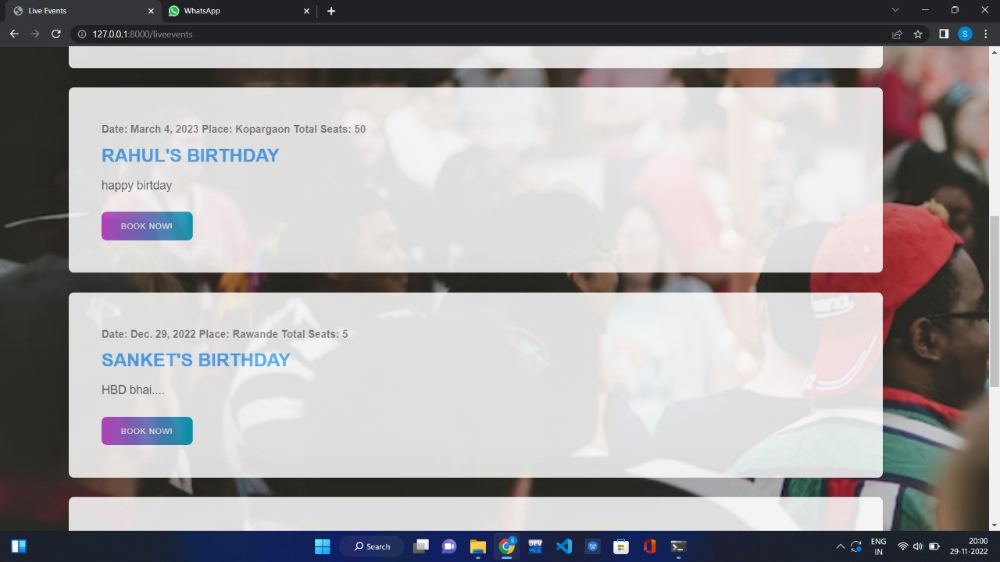 Live Events
WhatsApp
127.0.0.1:8000/liveevents
S
Date: March 4, 2023 Place: Kopargaon Total Seats: 50
RAHUL'S BIRTHDAY
happy birtday
BOOK NOW!
Date: Dec. 29, 2022 Place: Rawande Total Seats: 5
SANKET'S BIRTHDAY
HBD bhai....
BOOK NOW!
Search
S
DEV
ENG
IN
20:00
29-11-2022